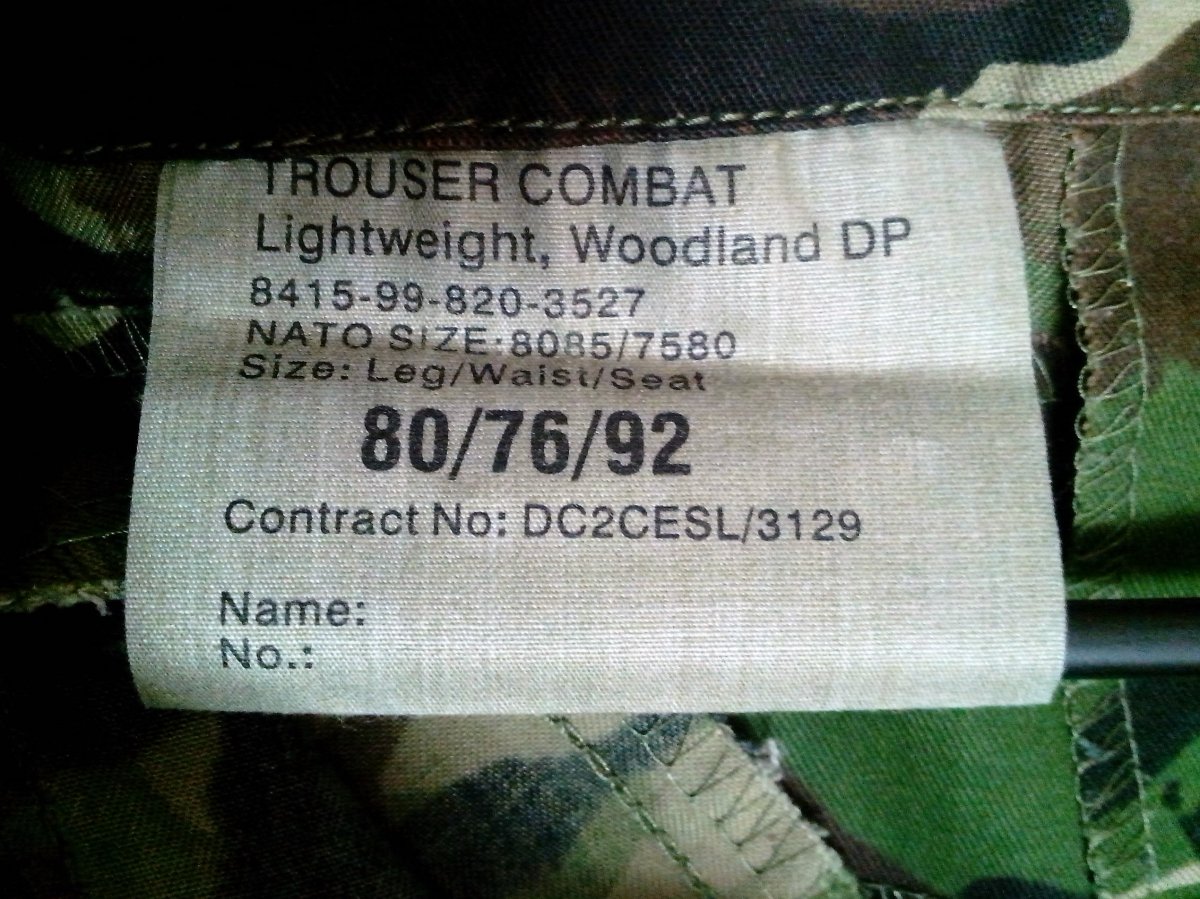 TROUSER COMBAT
Lightweight, Woodland DP
8415-99-820-3527
NATO SIZE:8085/7580
Size: Leg/Waist/Seat
80/76/92
Contract No: DC2CESL/3129
Name:
No.: